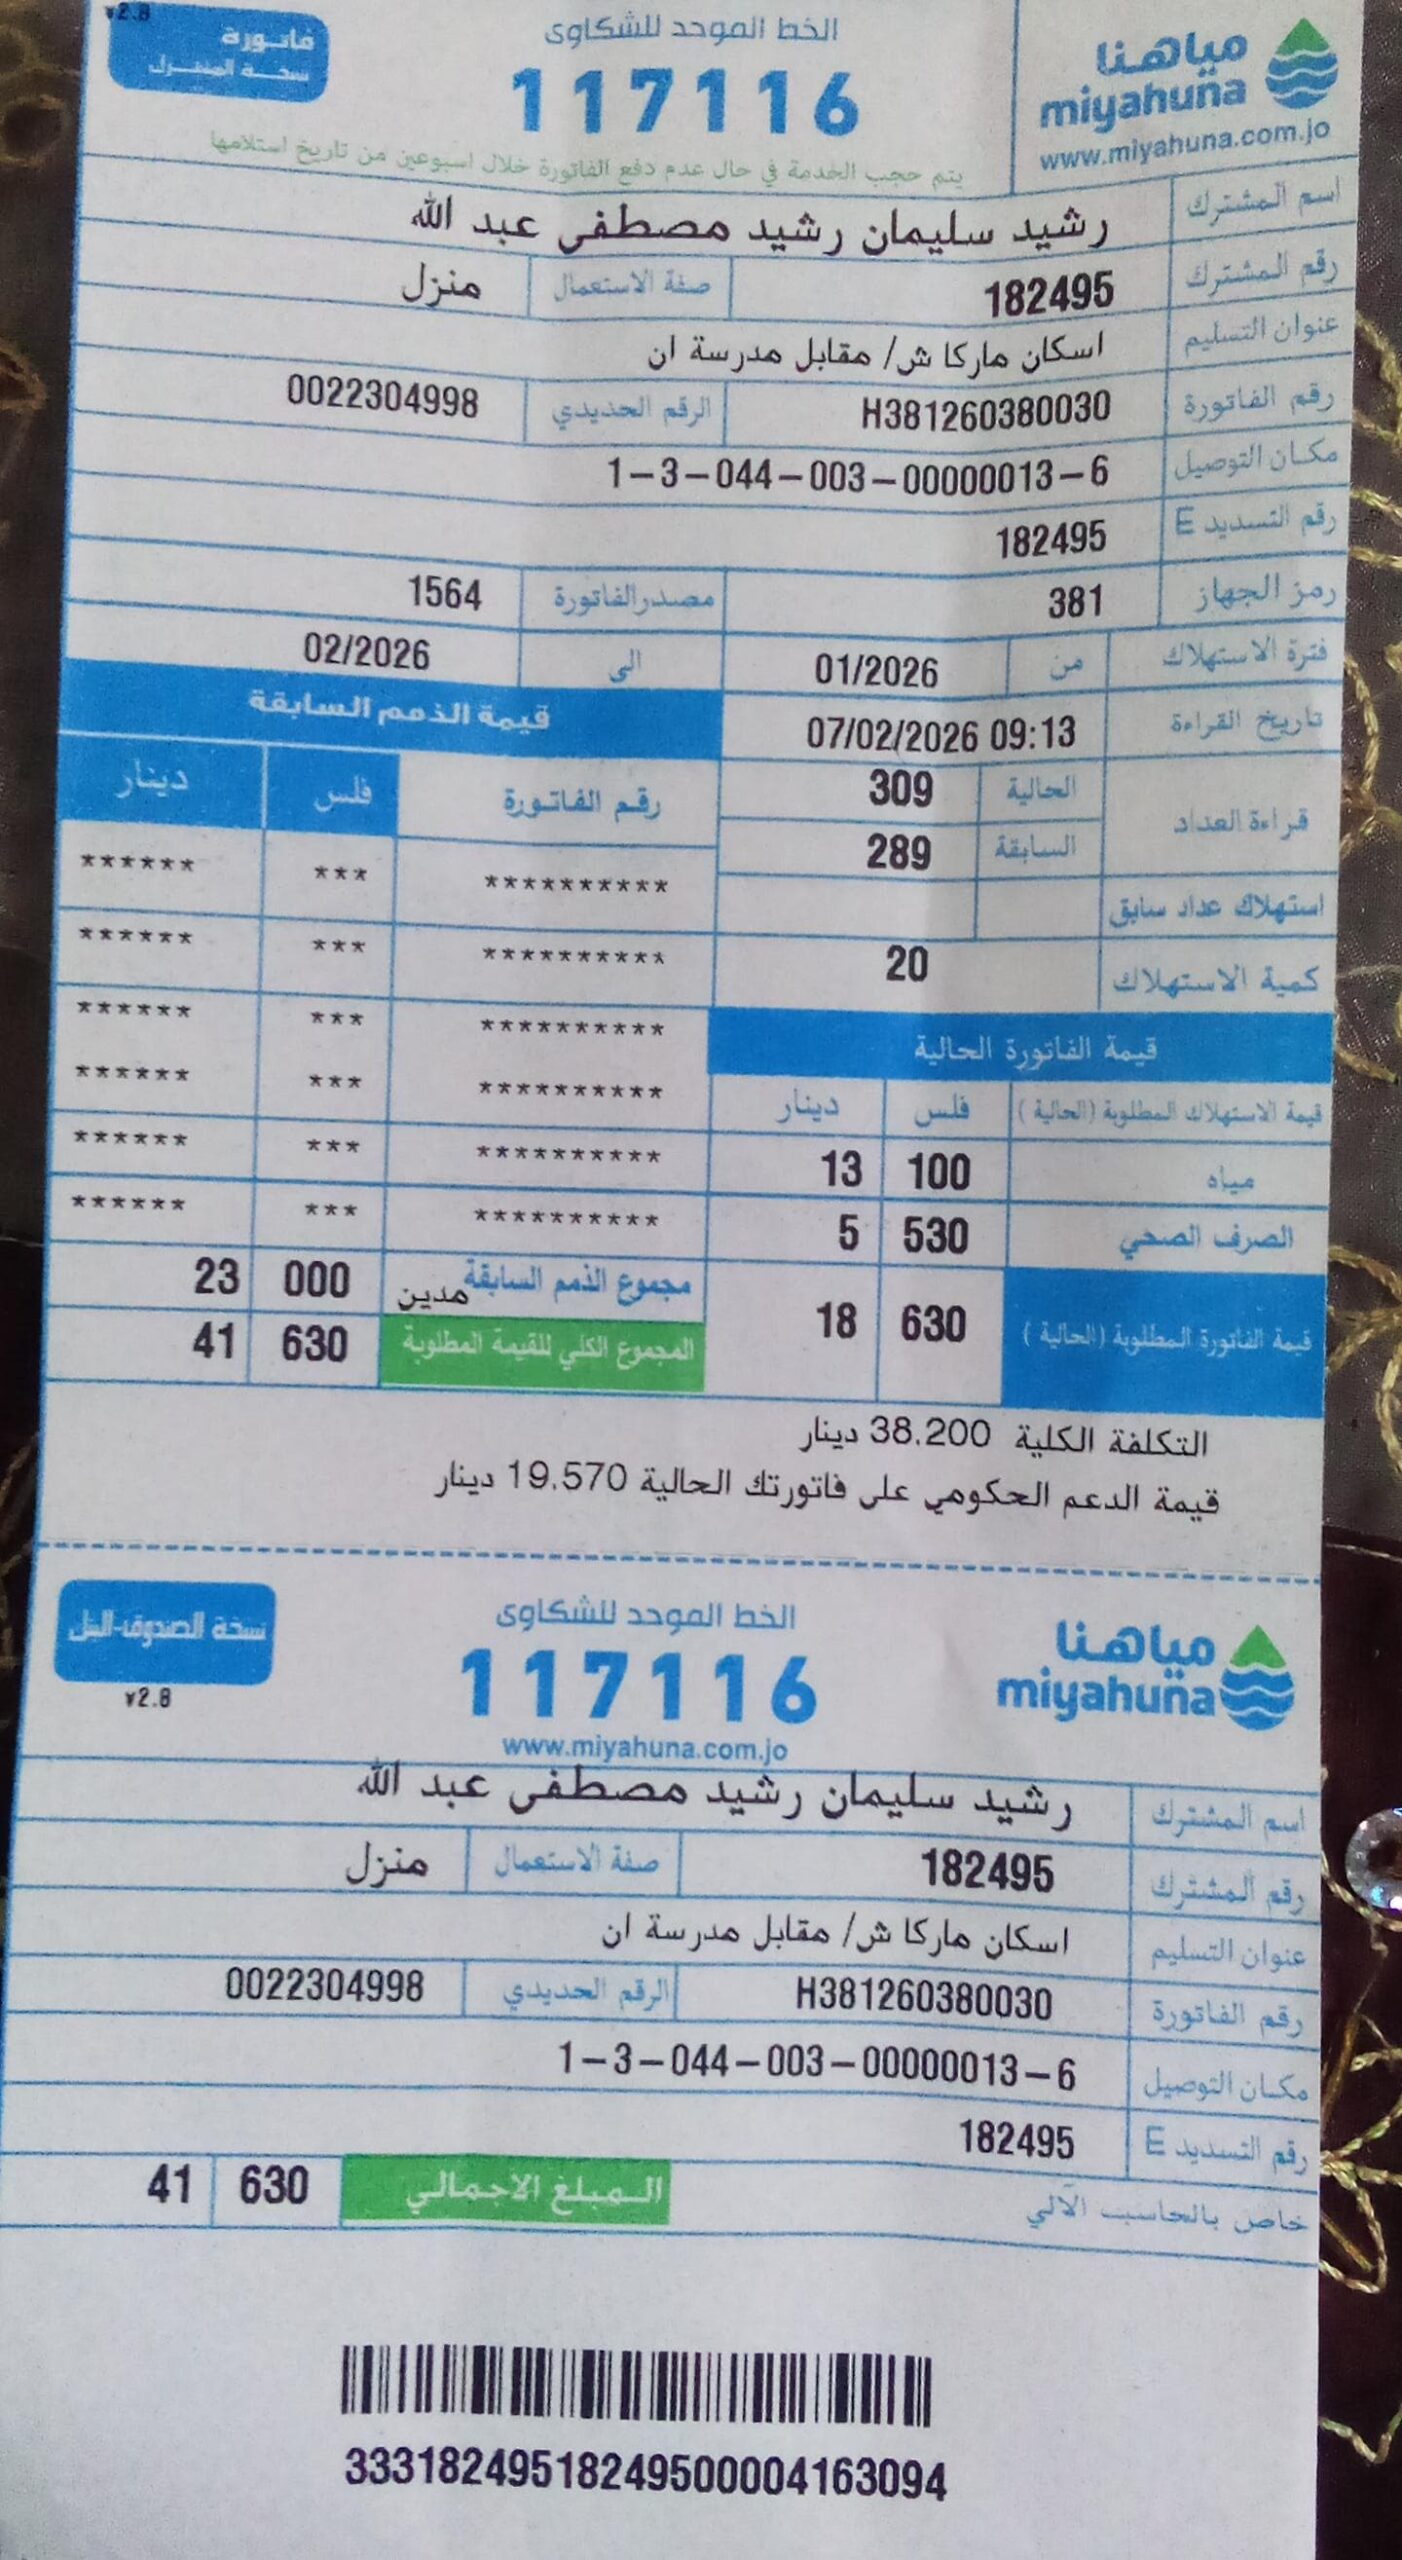 v2.8
فاتورة
نسخة المنزل
الخط الموحد للشكاوى
117116
مياهنا
miyahuna
www.miyahuna.com.jo
يتم حجب الخدمة في حال عدم دفع الفاتورة خلال اسبوعين من تاريخ استلامها
اسم المشترك رشيد سليمان رشيد مصطفى عبد الله
رقم المشترك 182495 صفة الاستعمال منزل
عنوان التسليم اسكان ماركا ش/ مقابل مدرسة ان
رقم الفاتورة H381260380030 الرقم الحديدي 0022304998
مكان التوصيل 1-3-044-003-00000013-6
رقم التسديد E 182495
رمز الجهاز 381 مصدرالفاتورة 1564
فترة الاستهلاك من 01/2026 الى 02/2026
تاريخ القراءة 07/02/2026 09:13
قراءة العداد الحالية 309
السابقة 289
استهلاك عداد سابق
كمية الاستهلاك 20
قيمة الفاتورة الحالية
قيمة الاستهلاك المطلوبة (الحالية) فلس دينار
مياه 100 13
الصرف الصحي 530 5
قيمة الفاتورة المطلوبة (الحالية) 630 18
قيمة الذمم السابقة
رقم الفاتورة فلس دينار
********** *** ******
********** *** ******
********** *** ******
********** *** ******
********** *** ******
********** *** ******
مجموع الذمم السابقة مدين 000 23
المجموع الكلي للقيمة المطلوبة 630 41
التكلفة الكلية 38.200 دينار
قيمة الدعم الحكومي على فاتورتك الحالية 19.570 دينار
نسخة الصندوق-البنك
v2.8
الخط الموحد للشكاوى
117116
www.miyahuna.com.jo
مياهنا
miyahuna
اسم المشترك رشيد سليمان رشيد مصطفى عبد الله
رقم المشترك 182495 صفة الاستعمال منزل
عنوان التسليم اسكان ماركا ش/ مقابل مدرسة ان
رقم الفاتورة H381260380030 الرقم الحديدي 0022304998
مكان التوصيل 1-3-044-003-00000013-6
رقم التسديد E 182495
خاص بالحاسب الآلي المبلغ الاجمالي 630 41
33318249518249500004163094